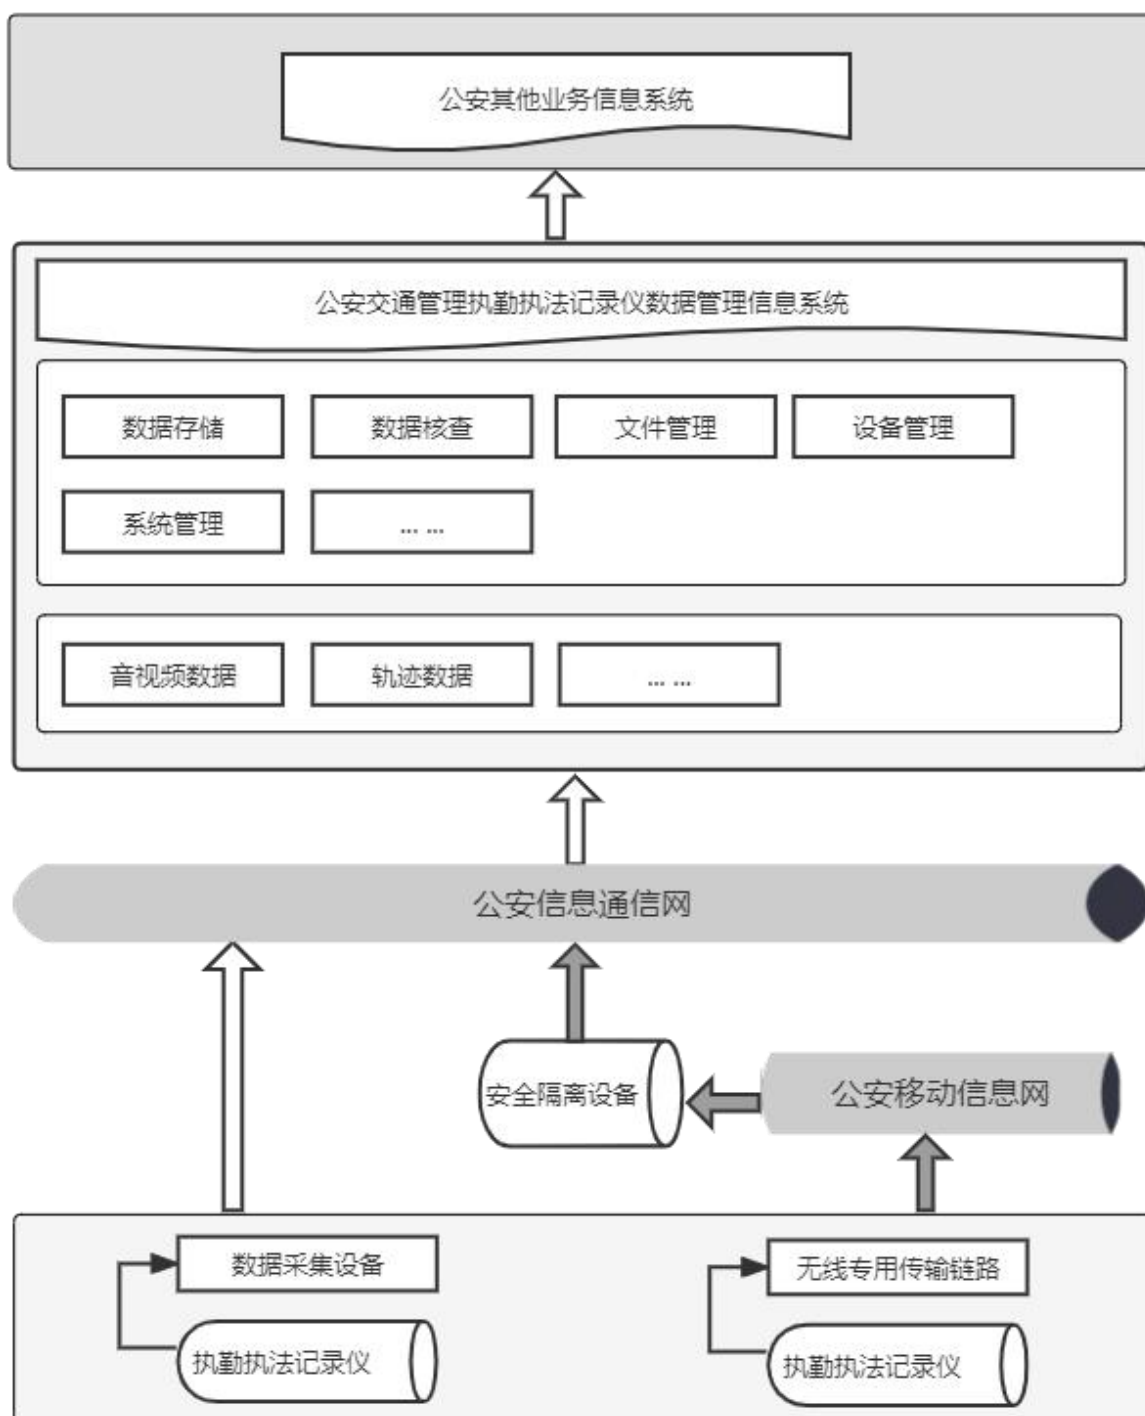 公安其他业务信息系统
公安交通管理执勤执法记录仪数据管理信息系统
数据存储 数据核查 文件管理 设备管理
系统管理 ... ...
音视频数据 轨迹数据 ... ...
公安信息通信网
安全隔离设备 公安移动信息网
数据采集设备 无线专用传输链路
执勤执法记录仪 执勤执法记录仪